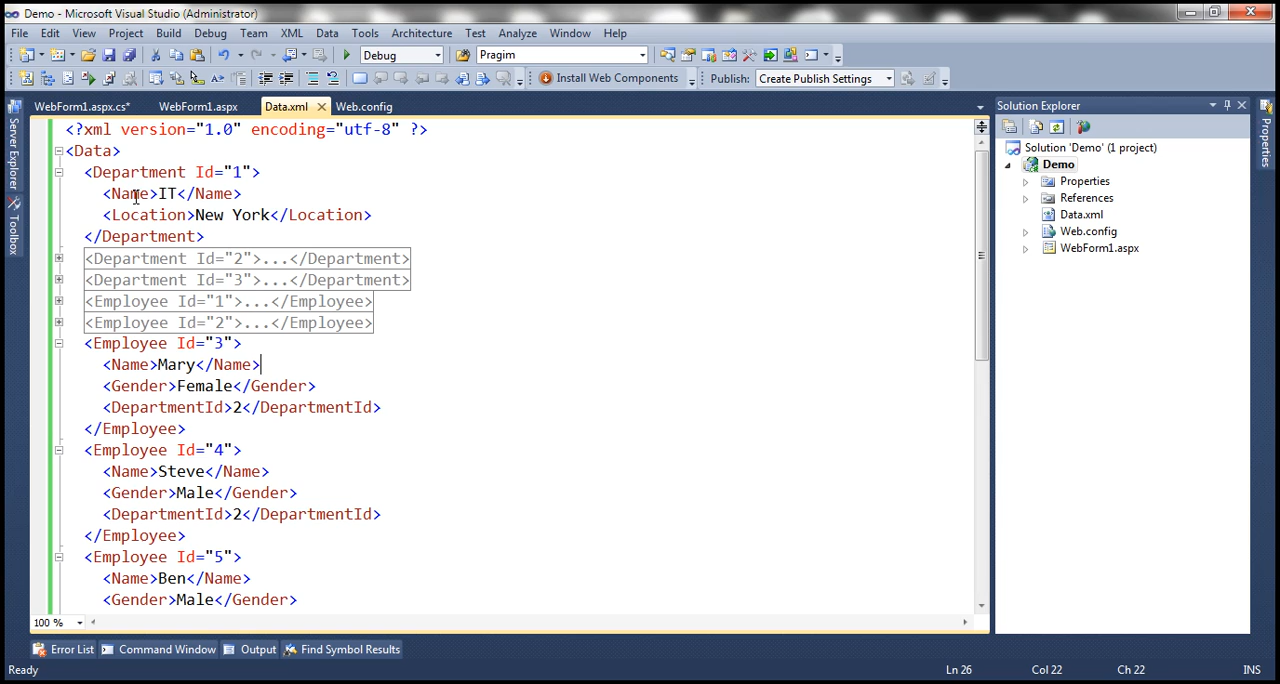 Demo - Microsoft Visual Studio (Administrator)
File Edit View Project Build Debug Team XML Data Tools Architecture Test Analyze Window Help
Debug Pragim
Install Web Components Publish: Create Publish Settings
WebForm1.aspx.cs* WebForm1.aspx Data.xml Web.config
Server Explorer
Toolbox
<?xml version="1.0" encoding="utf-8" ?>
<Data>
<Department Id="1">
<Name>IT</Name>
<Location>New York</Location>
</Department>
<Department Id="2">...</Department>
<Department Id="3">...</Department>
<Employee Id="1">...</Employee>
<Employee Id="2">...</Employee>
<Employee Id="3">
<Name>Mary</Name>
<Gender>Female</Gender>
<DepartmentId>2</DepartmentId>
</Employee>
<Employee Id="4">
<Name>Steve</Name>
<Gender>Male</Gender>
<DepartmentId>2</DepartmentId>
</Employee>
<Employee Id="5">
<Name>Ben</Name>
<Gender>Male</Gender>
100 %
Solution Explorer
Solution 'Demo' (1 project)
Demo
Properties
References
Data.xml
Web.config
WebForm1.aspx
Properties
Error List Command Window Output Find Symbol Results
Ready Ln 26 Col 22 Ch 22 INS